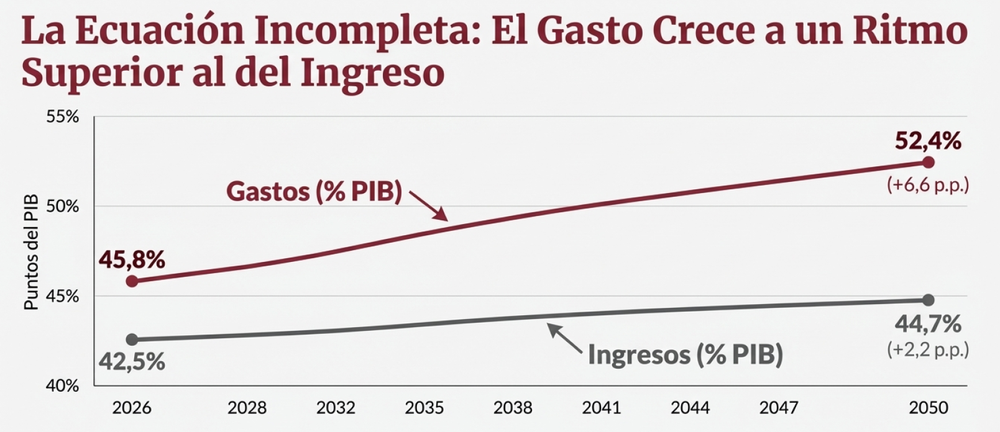 La Ecuación Incompleta: El Gasto Crece a un Ritmo
Superior al del Ingreso
Puntos del PIB
55%
50%
45%
40%
Gastos (% PIB)
45,8%
52,4%
(+6,6 p.p.)
42,5%
Ingresos (% PIB)
44,7%
(+2,2 p.p.)
2026 2028 2032 2035 2038 2041 2044 2047 2050